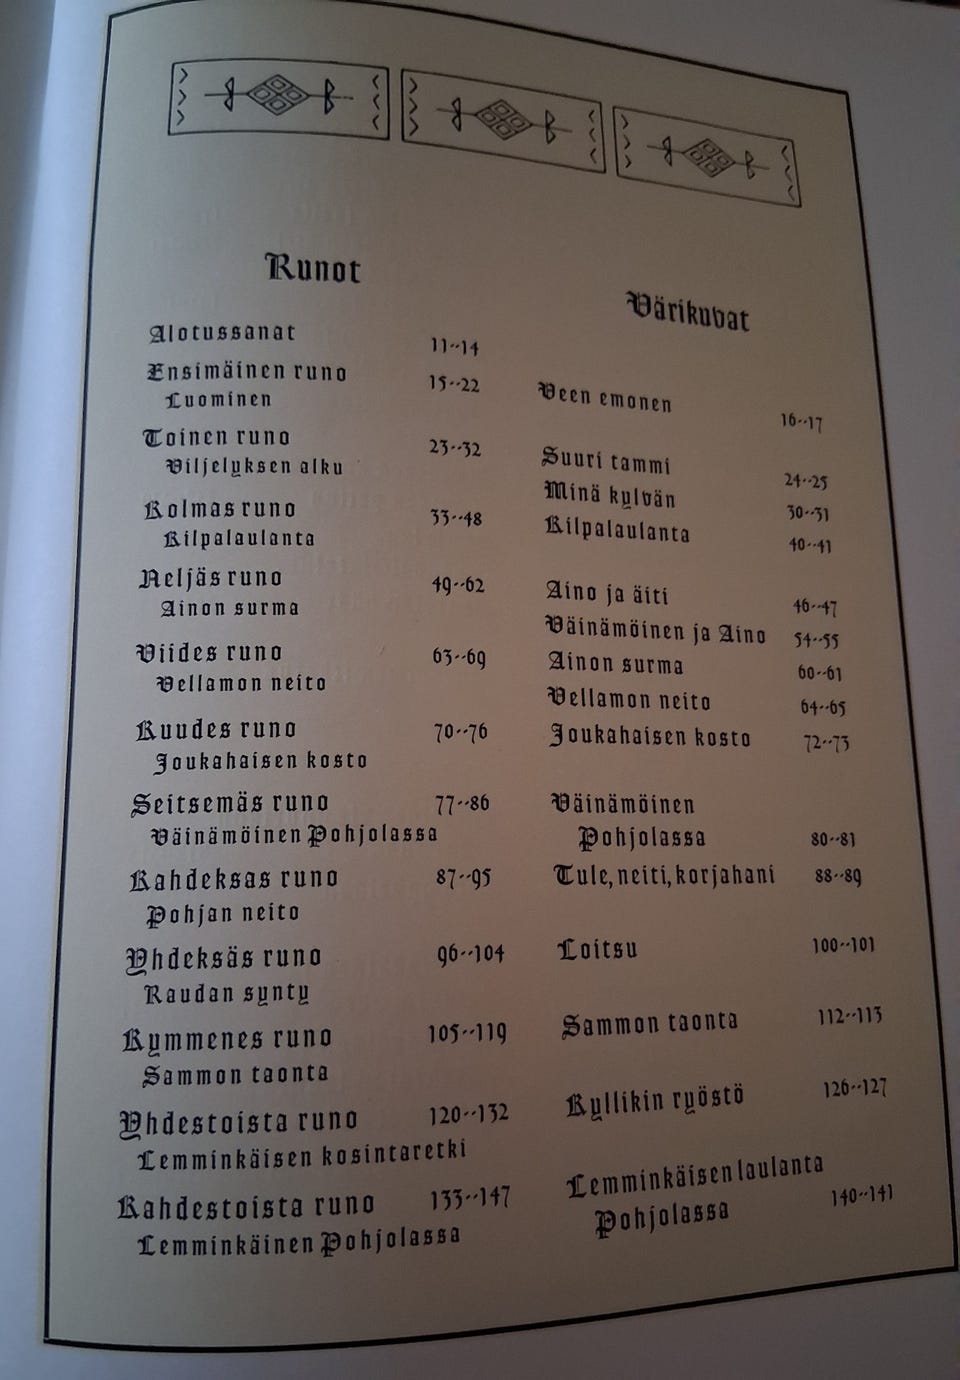 Runot
Alotussanat 11--14
Ensimäinen runo 15--22
Luominen
Toinen runo 23--32
Viljelyksen alku
Kolmas runo 33--48
Kilpalaulanta
Neljäs runo 49--62
Ainon surma
Viides runo 63--69
Vellamon neito
Kuudes runo 70--76
Joukahaisen kosto
Seitsemäs runo 77--86
Väinämöinen Pohjolassa
Kahdeksas runo 87--95
Pohjan neito
Yhdeksäs runo 96--104
Raudan synty
Kymmenes runo 105--119
Sammon taonta
Yhdestoista runo 120--132
Lemminkäisen kosintaretki
Kahdestoista runo 133--147
Lemminkäinen Pohjolassa
Värikuvat
Veen emonen 16--17
Suuri tammi 24--25
Minä kylvän 30--31
Kilpalaulanta 40--41
Aino ja äiti 46--47
Väinämöinen ja Aino 54--55
Ainon surma 60--61
Vellamon neito 64--65
Joukahaisen kosto 72--73
Väinämöinen
Pohjolassa 80--81
Tule, neiti, korjahani 88--89
Loitsu 100--101
Sammon taonta 112--113
Kyllikin ryöstö 126--127
Lemminkäisen laulanta
Pohjolassa 140--141